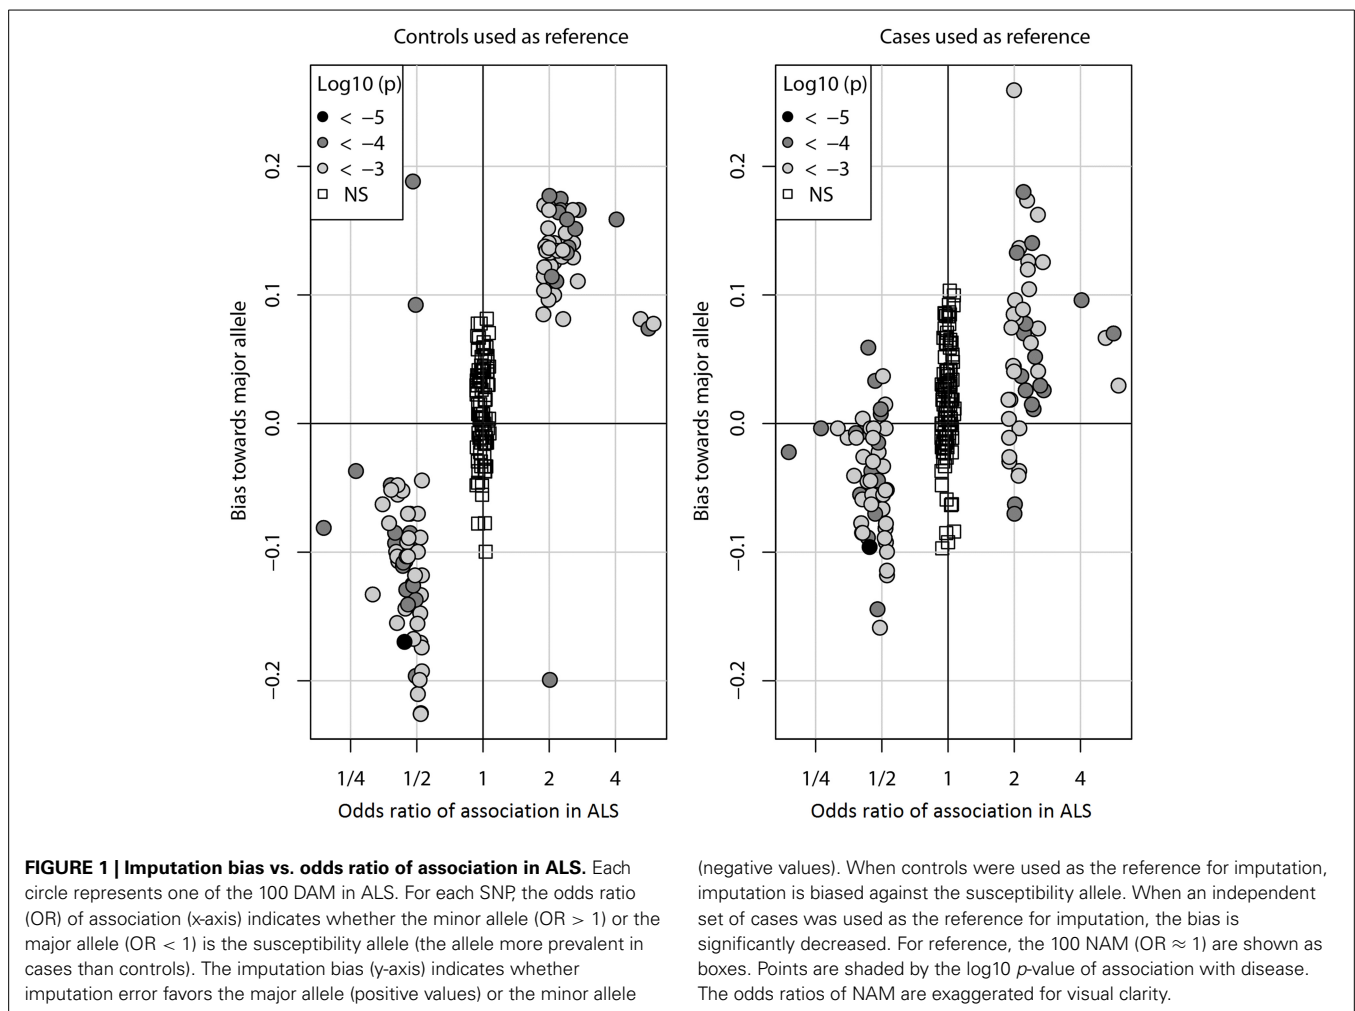 Controls used as reference
Log10 (p)
< −5
< −4
< −3
NS
Bias towards major allele
0.2
0.1
0.0
−0.1
−0.2
1/4 1/2 1 2 4
Odds ratio of association in ALS
Cases used as reference
Log10 (p)
< −5
< −4
< −3
NS
Bias towards major allele
0.2
0.1
0.0
−0.1
−0.2
1/4 1/2 1 2 4
Odds ratio of association in ALS
FIGURE 1 | Imputation bias vs. odds ratio of association in ALS. Each
circle represents one of the 100 DAM in ALS. For each SNP, the odds ratio
(OR) of association (x-axis) indicates whether the minor allele (OR > 1) or the
major allele (OR < 1) is the susceptibility allele (the allele more prevalent in
cases than controls). The imputation bias (y-axis) indicates whether
imputation error favors the major allele (positive values) or the minor allele
(negative values). When controls were used as the reference for imputation,
imputation is biased against the susceptibility allele. When an independent
set of cases was used as the reference for imputation, the bias is
significantly decreased. For reference, the 100 NAM (OR ≈ 1) are shown as
boxes. Points are shaded by the log10 p-value of association with disease.
The odds ratios of NAM are exaggerated for visual clarity.